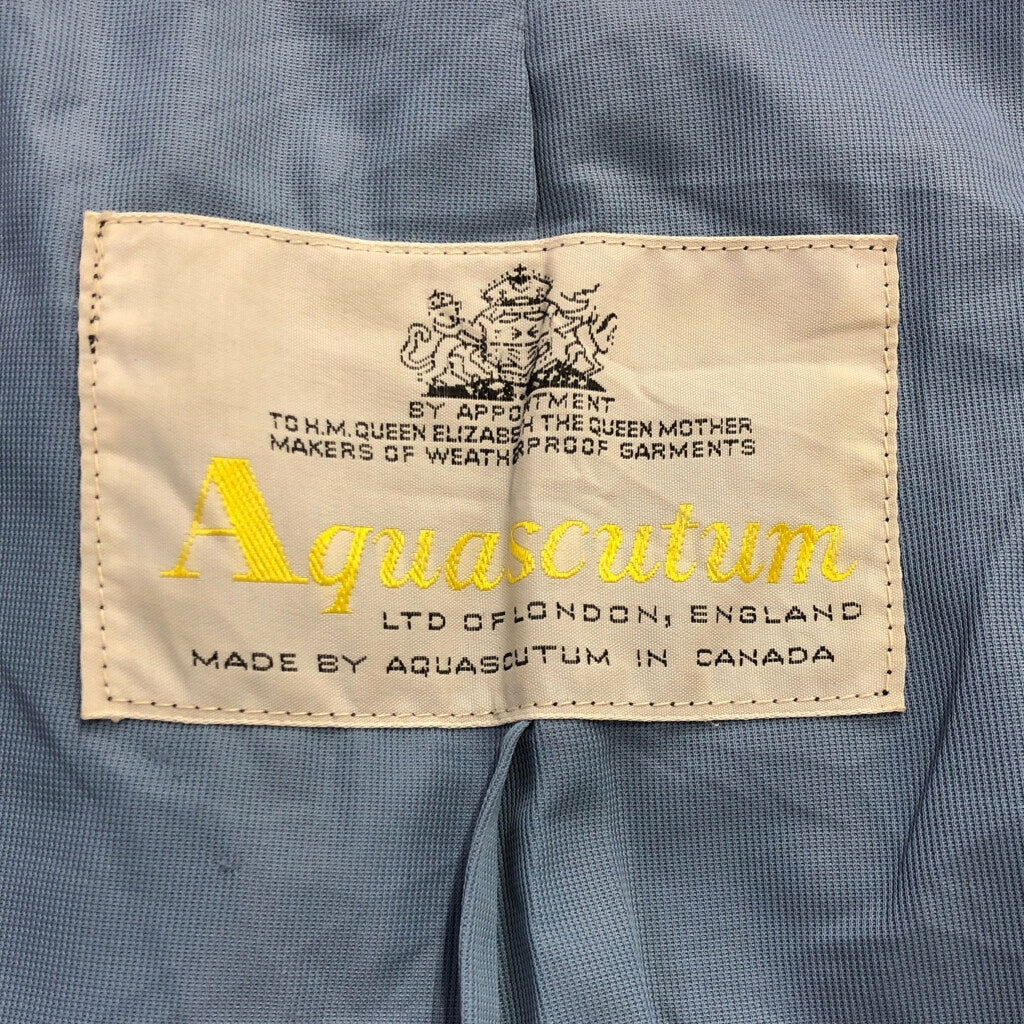 BY APPOINTMENT
TO H.M. QUEEN ELIZABETH THE QUEEN MOTHER
MAKERS OF WEATHERPROOF GARMENTS
Aquascutum
LTD OF LONDON, ENGLAND
MADE BY AQUASCUTUM IN CANADA